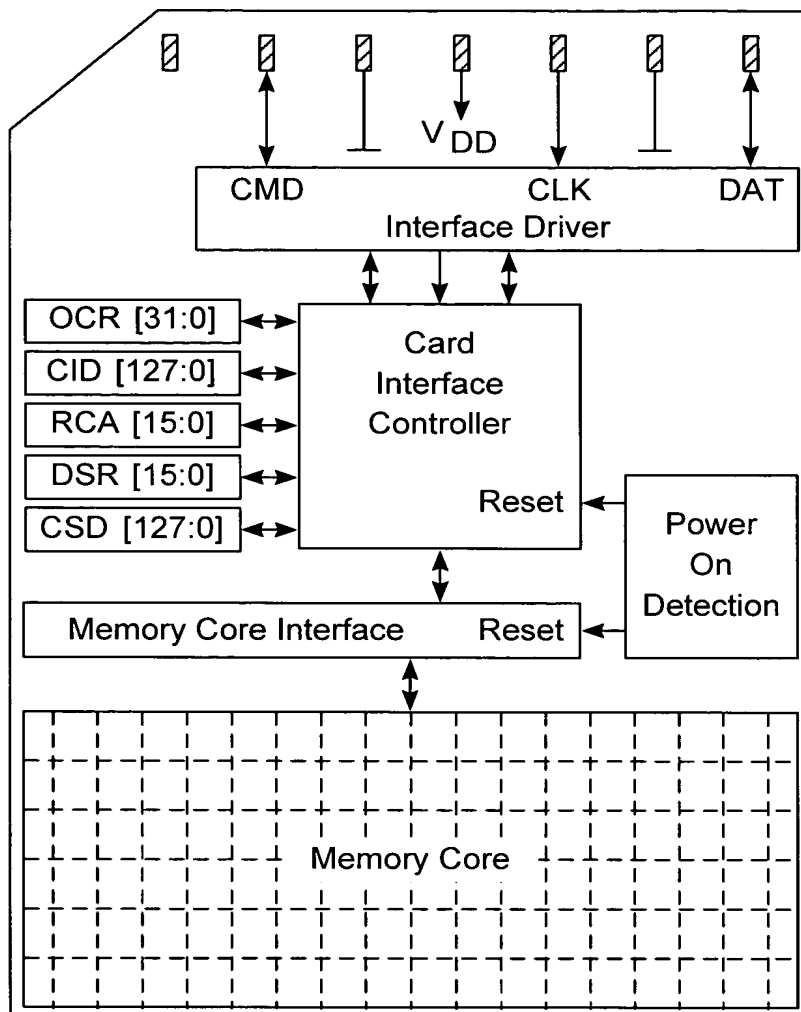 V DD
CMD CLK DAT
Interface Driver
OCR [31:0]
CID [127:0]
RCA [15:0]
DSR [15:0]
CSD [127:0]
Card
Interface
Controller
Reset
Power
On
Detection
Memory Core Interface Reset
Memory Core